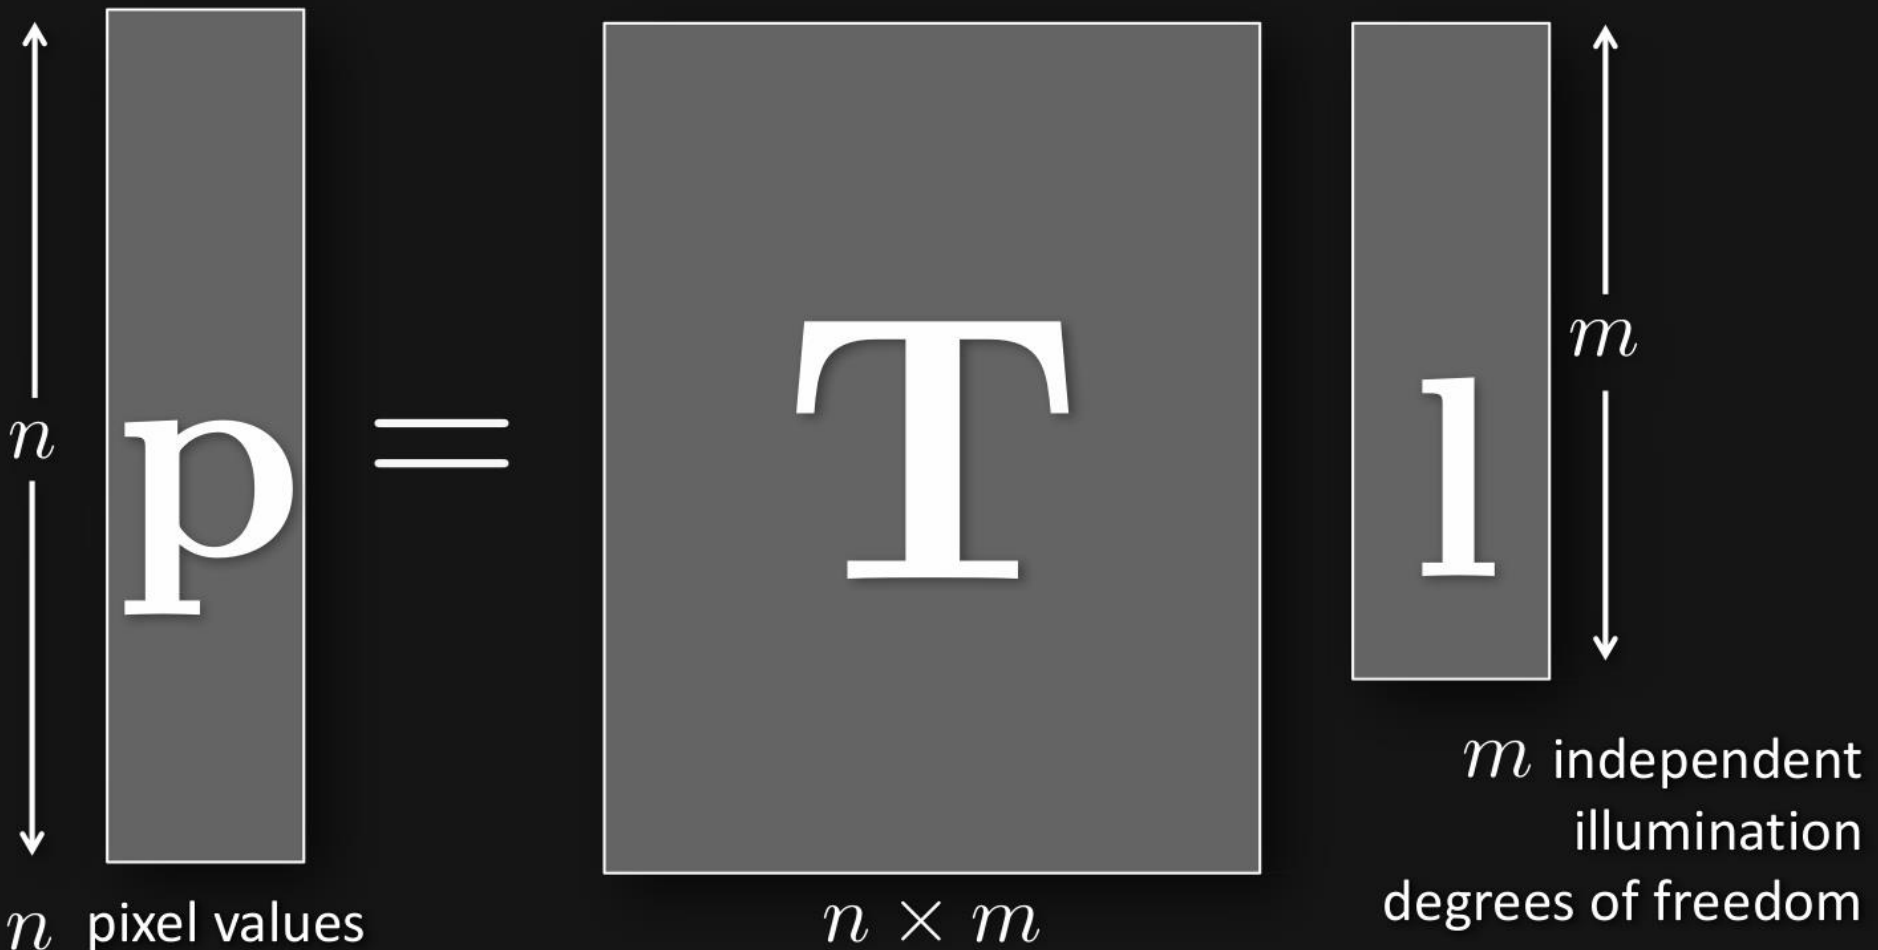 n
p = T l
m
n pixel values
n × m
m independent
illumination
degrees of freedom